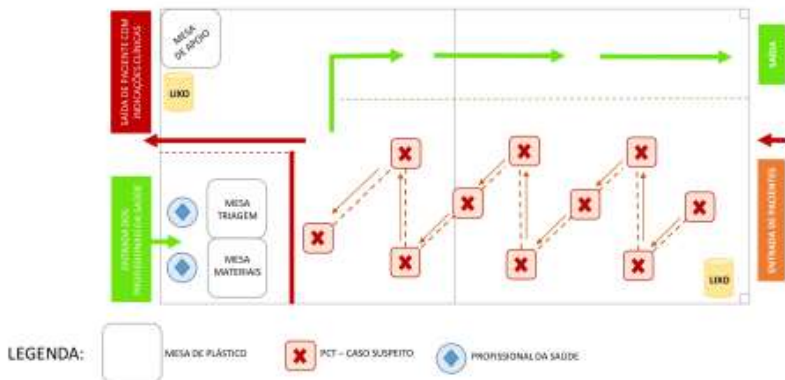 SAÍDA DE PACIENTE COM
INDICAÇÕES CLÍNICAS
MESA
DE APOIO
LIXO
SAÍDA
ENTRADA DOS
PROFISSIONAIS DA SAÚDE
MESA
TRIAGEM
MESA
MATERIAIS
ENTRADA DE PACIENTES
LIXO
LEGENDA:
MESA DE PLÁSTICO
PCT – CASO SUSPEITO
PROFISSIONAL DA SAÚDE